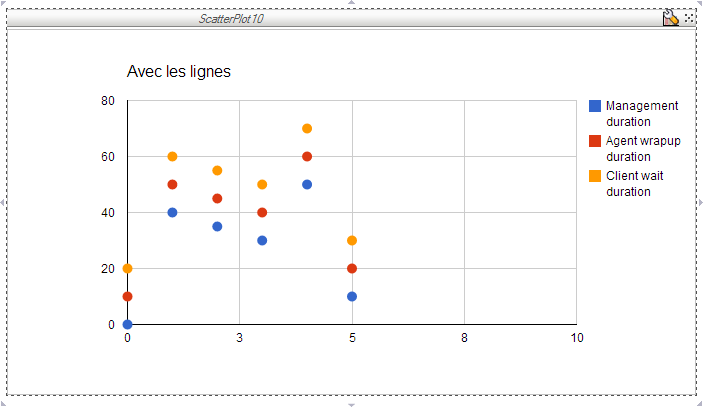 ScatterPlot10
Avec les lignes
80
60
40
20
0
0 3 5 8 10
Management
duration
Agent wrapup
duration
Client wait
duration